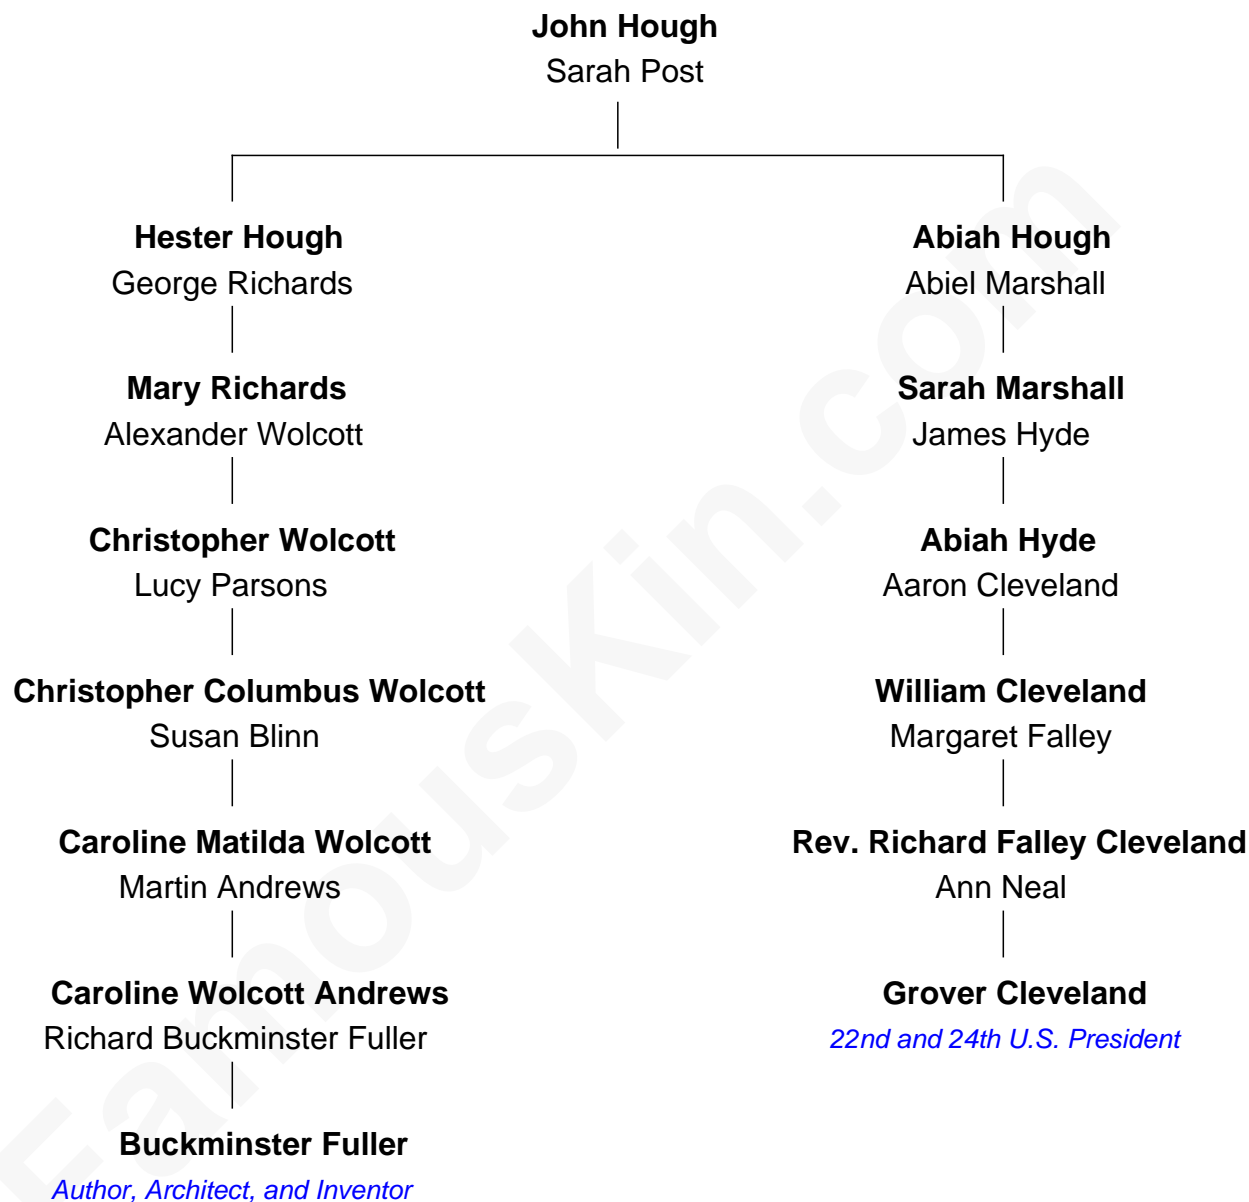 John Hough
Sarah Post
Hester Hough
George Richards
Abiah Hough
Abiel Marshall
Mary Richards
Alexander Wolcott
Sarah Marshall
James Hyde
Christopher Wolcott
Lucy Parsons
Abiah Hyde
Aaron Cleveland
Christopher Columbus Wolcott
Susan Blinn
William Cleveland
Margaret Falley
Caroline Matilda Wolcott
Martin Andrews
Rev. Richard Falley Cleveland
Ann Neal
Caroline Wolcott Andrews
Richard Buckminster Fuller
Grover Cleveland
22nd and 24th U.S. President
Buckminster Fuller
Author, Architect, and Inventor
FamousKin.com